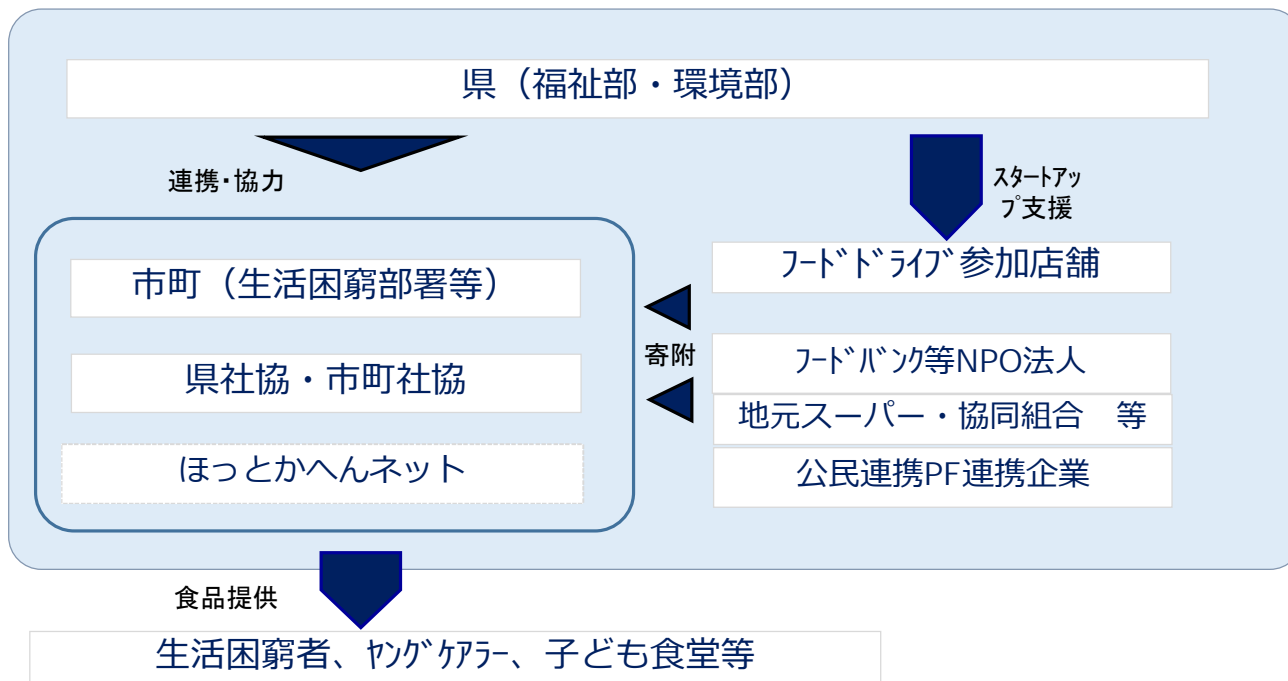 県（福祉部・環境部）
連携・協力
ｽﾀｰﾄｱｯ
ﾌﾟ支援
市町（生活困窮部署等）
ﾌｰﾄﾞﾄﾞﾗｲﾌﾞ参加店舗
寄附
県社協・市町社協
ﾌｰﾄﾞﾊﾞﾝｸ等NPO法人
地元スーパー・協同組合　等
ほっとかへんネット
公民連携PF連携企業
食品提供
生活困窮者、ﾔﾝｸﾞｹｱﾗｰ、子ども食堂等